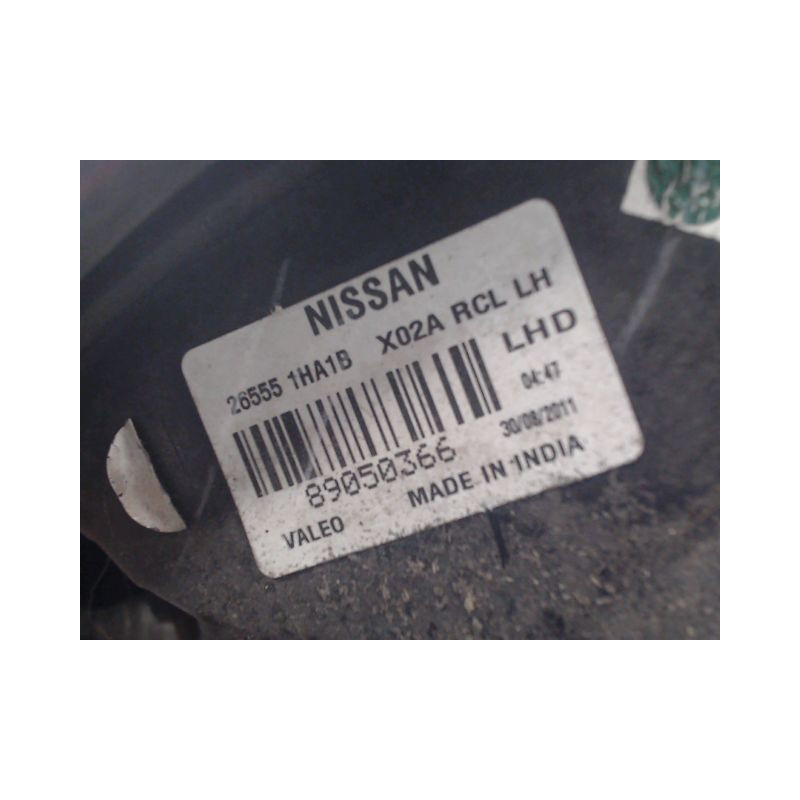 NISSAN
26555 1HA1B X02A RCL LH
LHD
04:47
30/08/2011
89050366
VALEO MADE IN INDIA